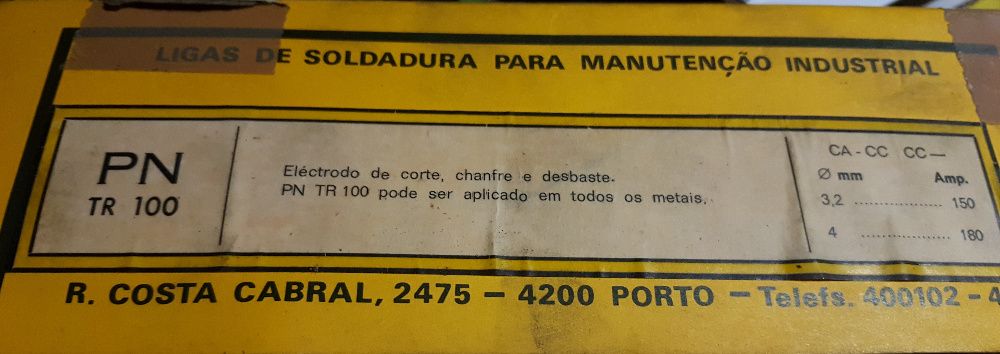 LIGAS DE SOLDADURA PARA MANUTENÇÃO INDUSTRIAL
PN
TR 100
Eléctrodo de corte, chanfre e desbaste.
PN TR 100 pode ser aplicado em todos os metais.
CA - CC CC —
Ø mm Amp.
3,2 .................. 150
4 .................. 180
R. COSTA CABRAL, 2475 — 4200 PORTO — Telefs. 400102 - 4